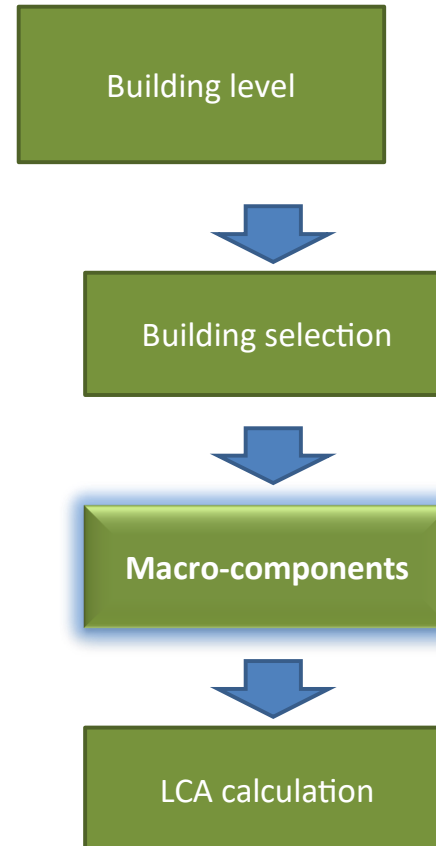 Building level
Building selection
Macro-components
LCA calculation